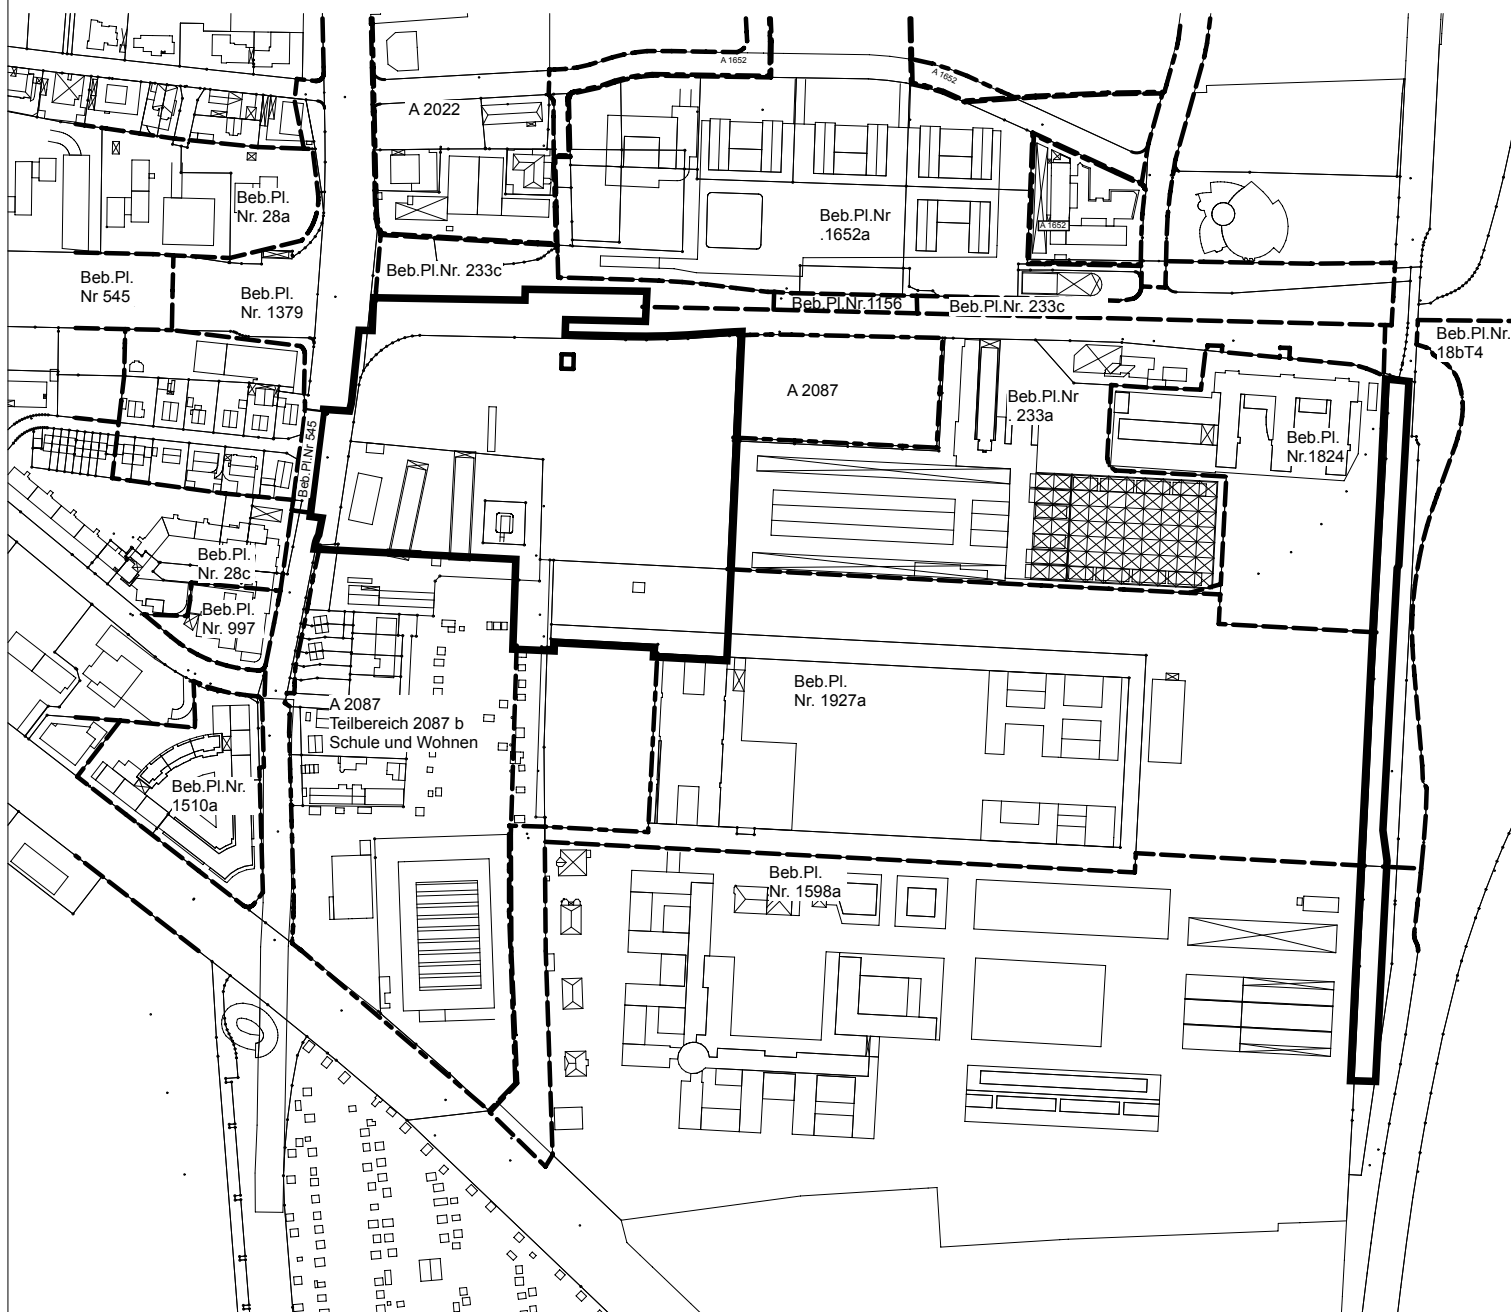 A 1652
A 1652
A 2022
Beb.Pl.
Nr. 28a
Beb.Pl.Nr
.1652a
A 1652
Beb.Pl.Nr. 233c
Beb.Pl.
Nr 545
Beb.Pl.
Nr. 1379
Beb.Pl.Nr.1156
Beb.Pl.Nr. 233c
Beb.Pl.Nr.
18bT4
A 2087
Beb.Pl.Nr
. 233a
Beb.Pl.
Nr.1824
Beb.Pl.Nr 545
Beb.Pl.
Nr. 28c
Beb.Pl.
Nr. 997
A 2087
Teilbereich 2087 b
Schule und Wohnen
Beb.Pl.
Nr. 1927a
Beb.Pl.Nr.
1510a
Beb.Pl.
Nr. 1598a